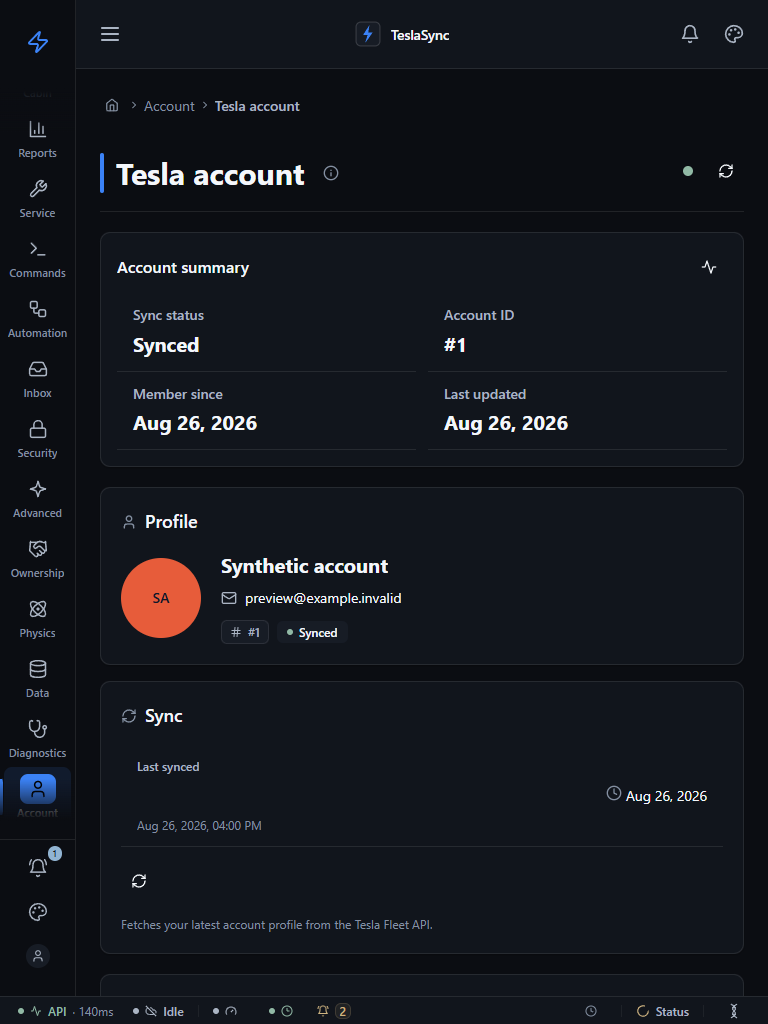 TeslaSync
Account
Tesla account
Reports
Service
Commands
Automation
Inbox
Security
Advanced
Ownership
Physics
Data
Diagnostics
Account
1
Tesla account
Account summary
Sync status
Synced
Account ID
#1
Member since
Aug 26, 2026
Last updated
Aug 26, 2026
Profile
SA
Synthetic account
preview@example.invalid
#1
Synced
Sync
Last synced
Aug 26, 2026
Aug 26, 2026, 04:00 PM
Fetches your latest account profile from the Tesla Fleet API.
API · 140ms
Idle
2
Status